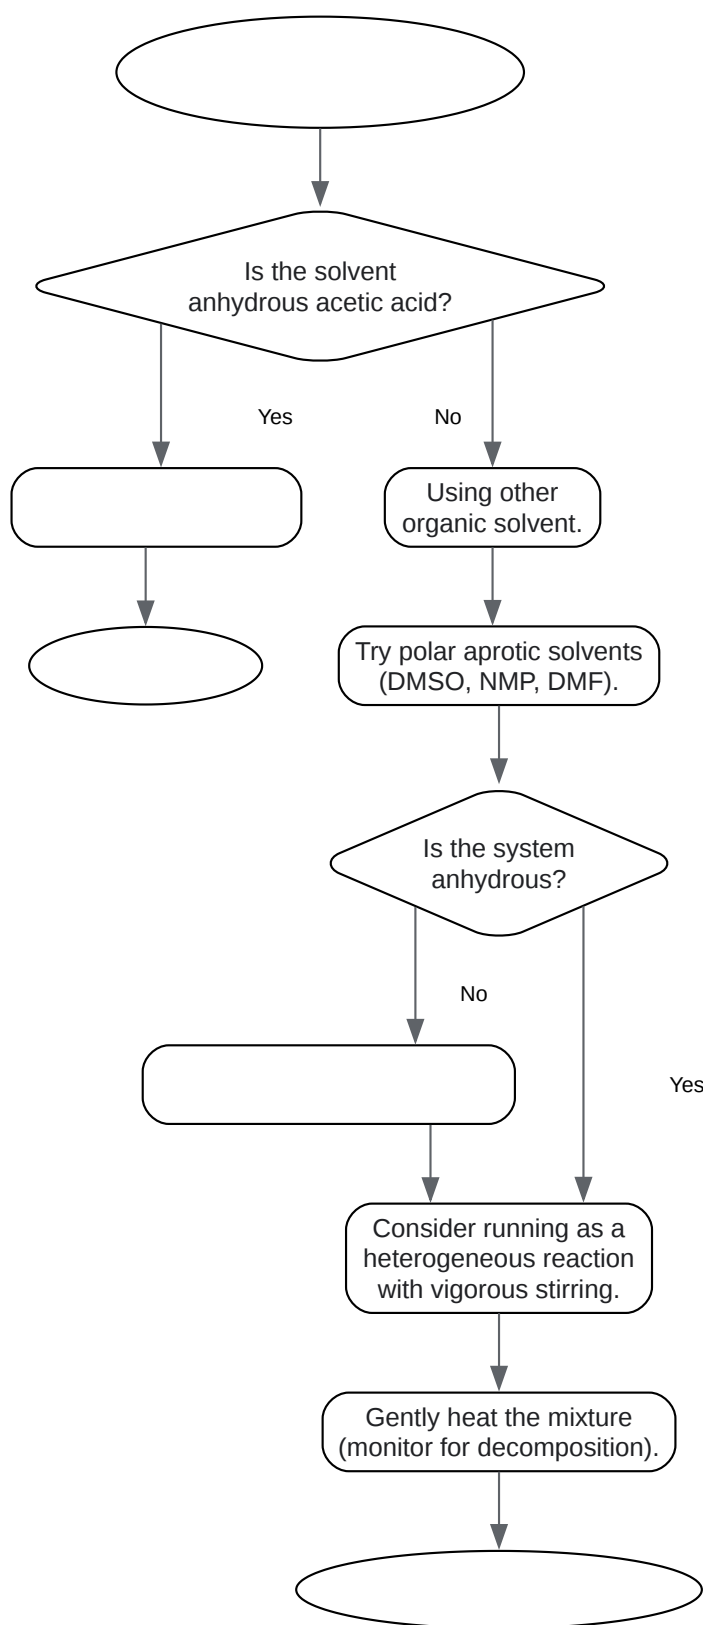 Is the solvent
anhydrous acetic acid?
Yes
No
Using other
organic solvent.
Try polar aprotic solvents
(DMSO, NMP, DMF).
Is the system
anhydrous?
No
Yes
Consider running as a
heterogeneous reaction
with vigorous stirring.
Gently heat the mixture
(monitor for decomposition).